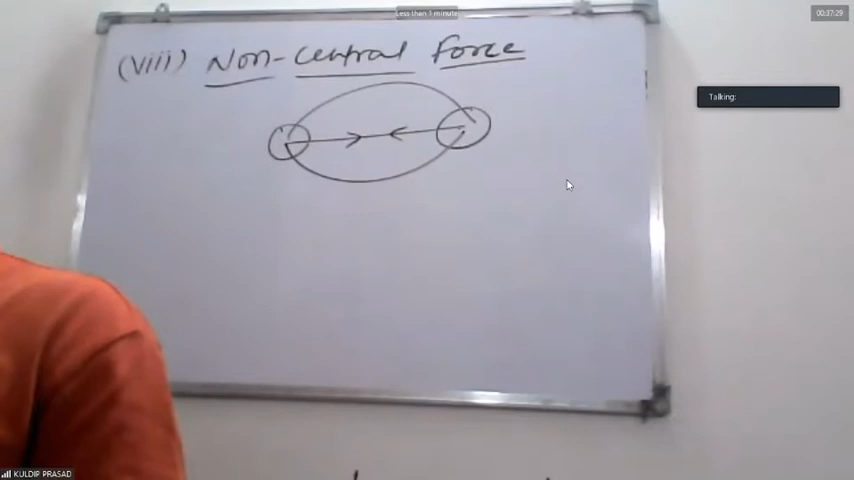 Less than 1 minute
00:37:29
(viii) Non-central force
Talking:
KULDIP PRASAD